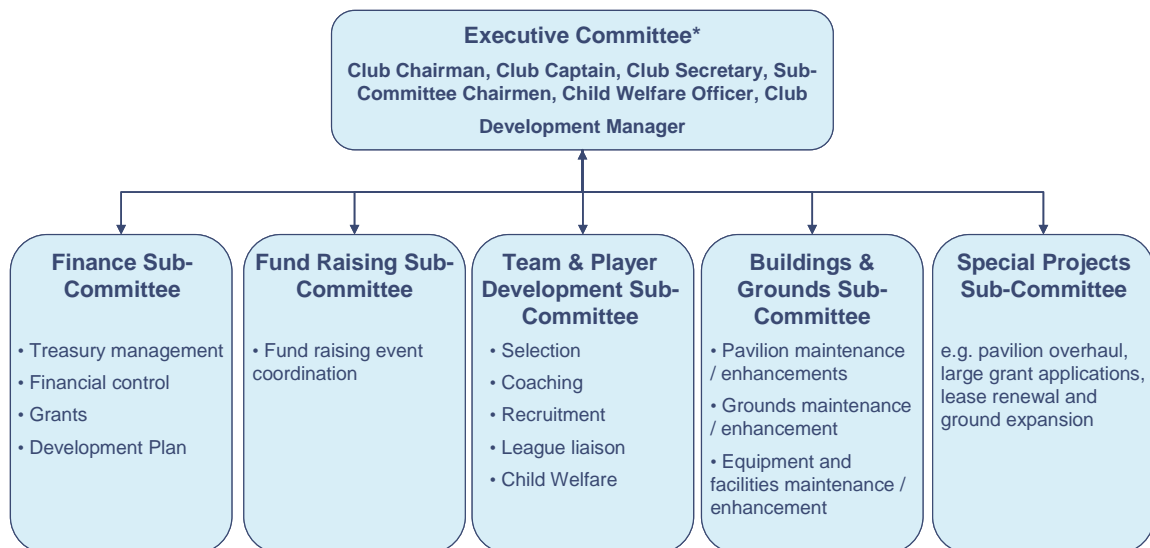 Executive Committee*
Club Chairman, Club Captain, Club Secretary, Sub-
Committee Chairmen, Child Welfare Officer, Club
Development Manager
Finance Sub-
Committee
• Treasury management
• Financial control
• Grants
• Development Plan
Fund Raising Sub-
Committee
• Fund raising event
coordination
Team & Player
Development Sub-
Committee
• Selection
• Coaching
• Recruitment
• League liaison
• Child Welfare
Buildings &
Grounds Sub-
Committee
• Pavilion maintenance
/ enhancements
• Grounds maintenance
/ enhancement
• Equipment and
facilities maintenance /
enhancement
Special Projects
Sub-Committee
e.g. pavilion overhaul,
large grant applications,
lease renewal and
ground expansion